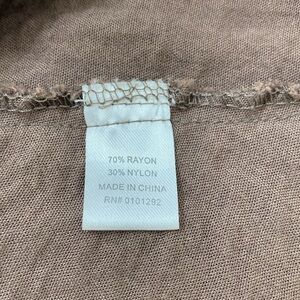 70% RAYON
30% NYLON
MADE IN CHINA
RN# 0101292